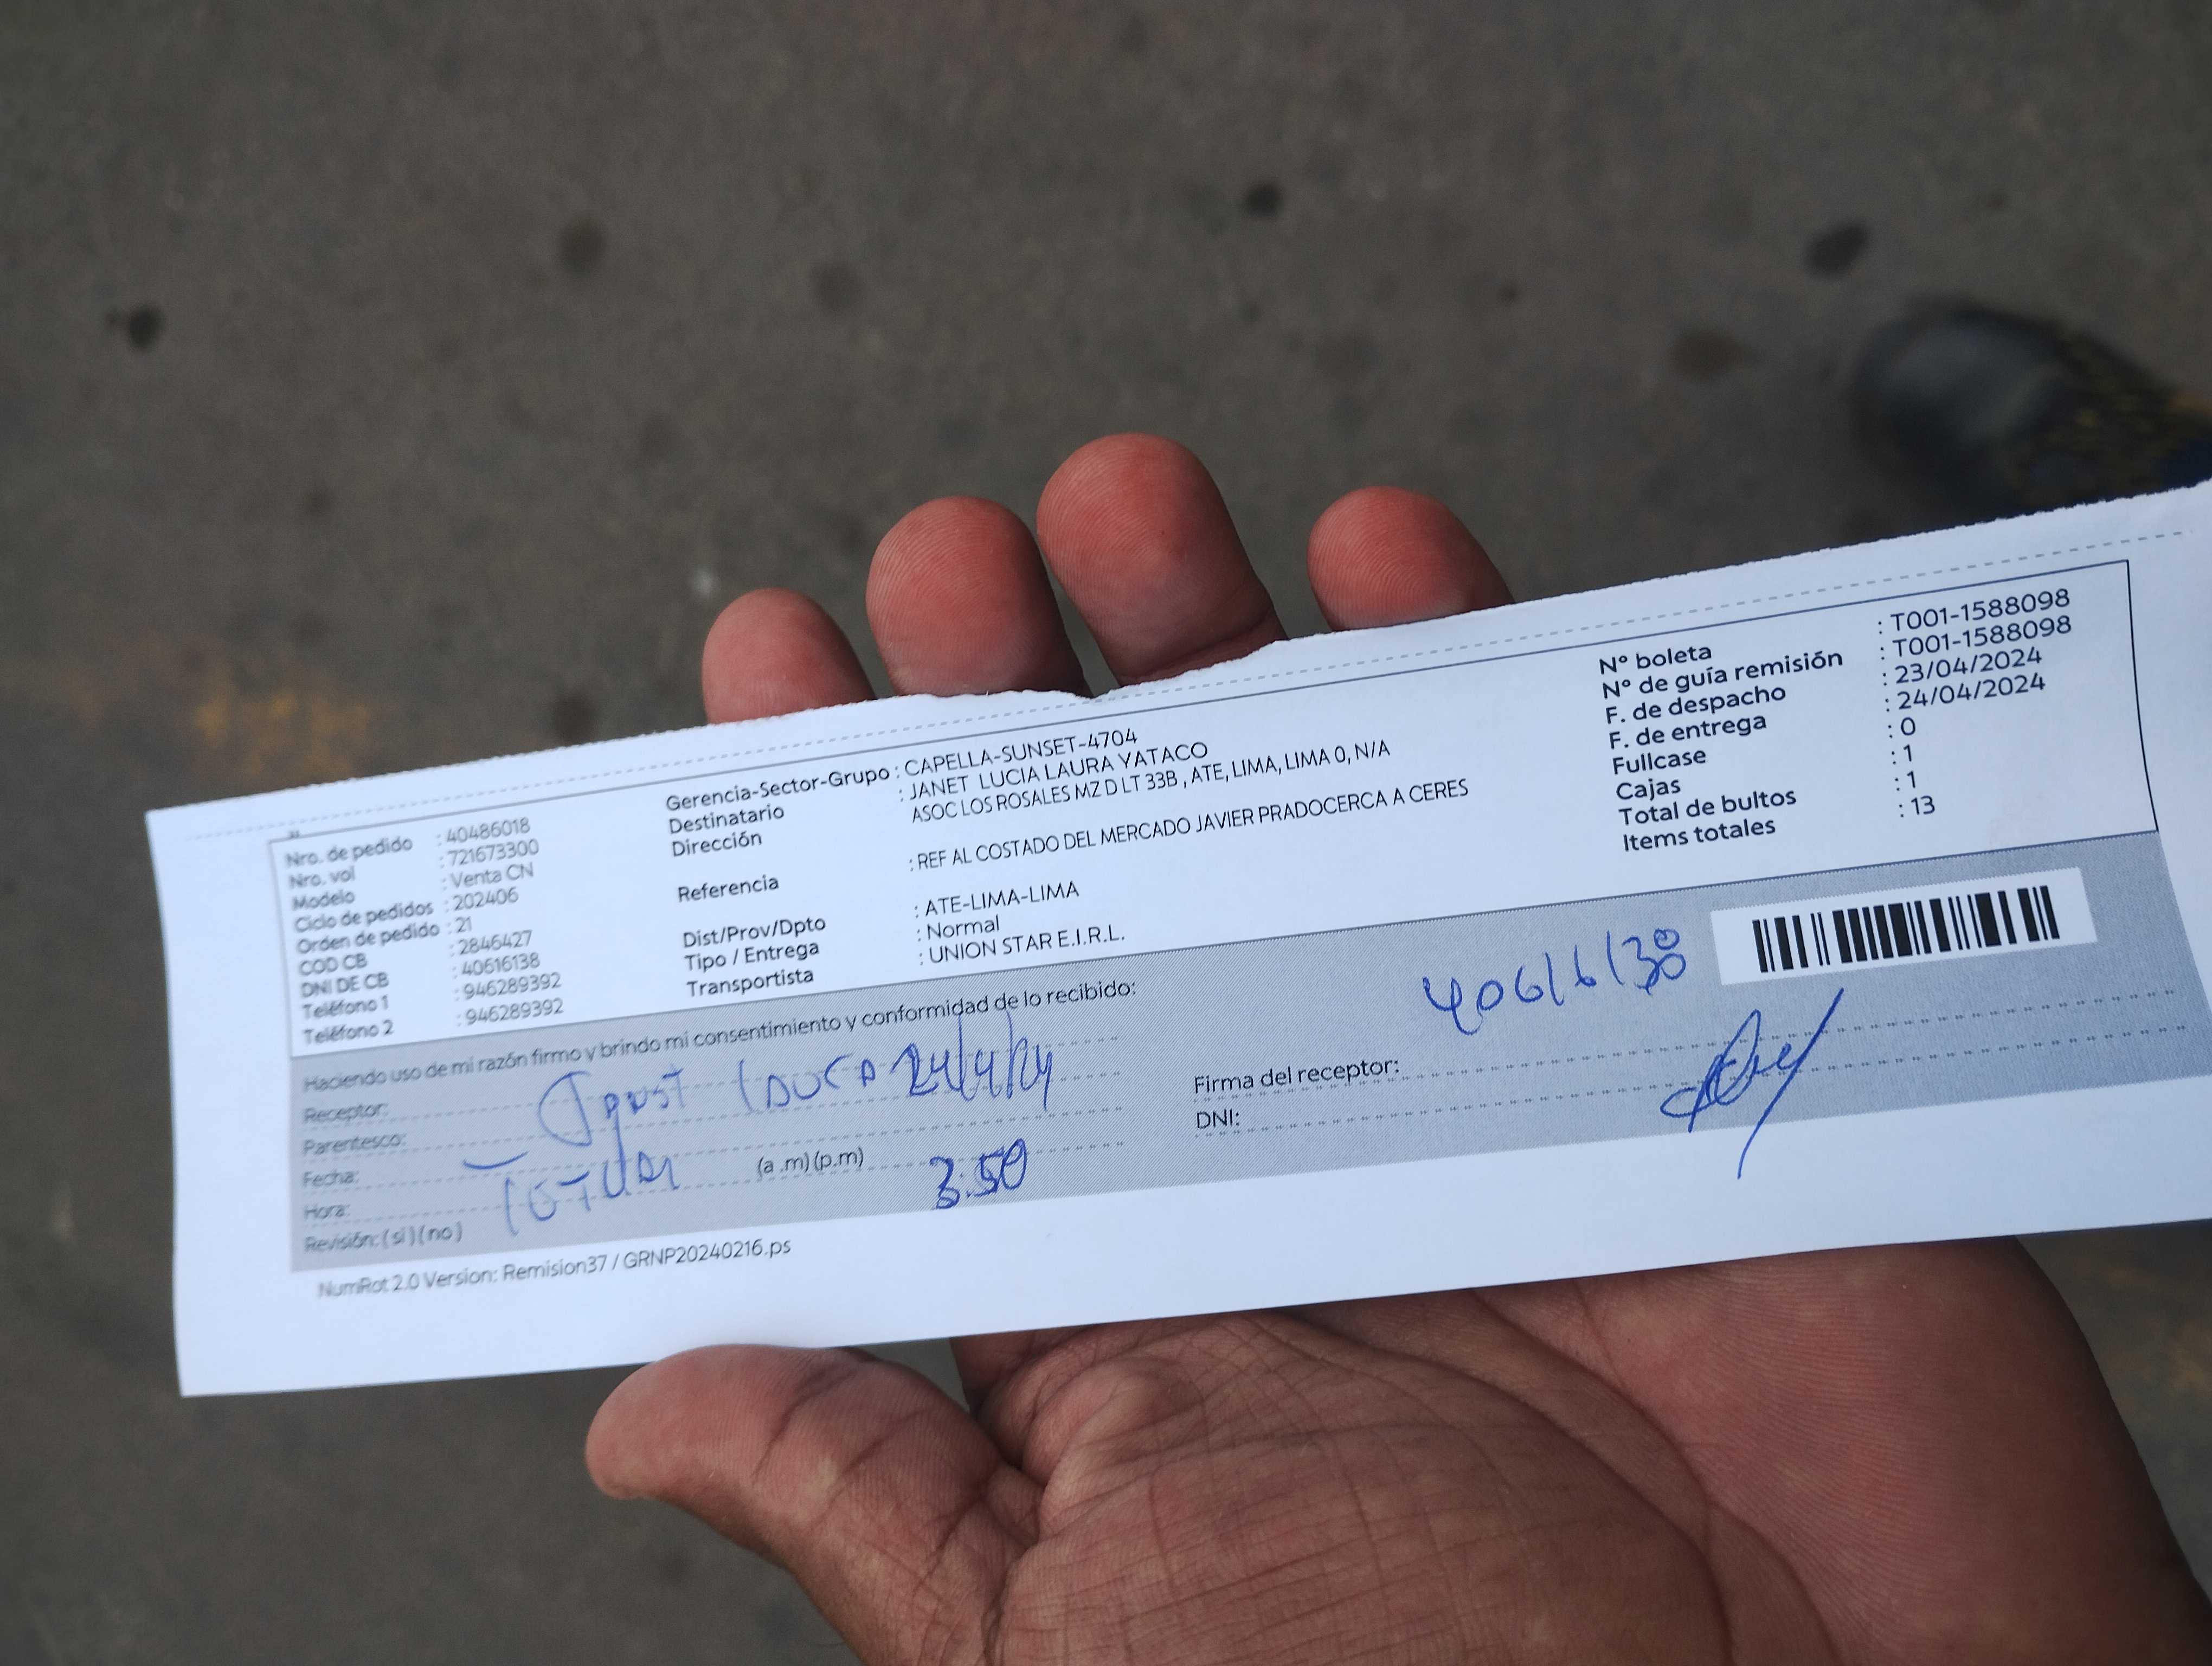 Nro. de pedido : 40486018
Nro. vol : 721673300
Modelo : Venta CN
Ciclo de pedidos : 202406
Orden de pedido : 21
COD CB : 2846427
DNI DE CB : 40616138
Teléfono 1 : 946289392
Teléfono 2 : 946289392
Gerencia-Sector-Grupo : CAPELLA-SUNSET-4704
Destinatario : JANET LUCIA LAURA YATACO
Dirección ASOC LOS ROSALES MZ D LT 33B , ATE, LIMA, LIMA 0, N/A
Referencia : REF AL COSTADO DEL MERCADO JAVIER PRADOCERCA A CERES
Dist/Prov/Dpto : ATE-LIMA-LIMA
Tipo / Entrega : Normal
Transportista : UNION STAR E.I.R.L.
N° boleta : T001-1588098
N° de guía remisión : T001-1588098
F. de despacho : 23/04/2024
F. de entrega : 24/04/2024
Fullcase : 0
Cajas : 1
Total de bultos : 1
Items totales : 13
Haciendo uso de mi razón firmo y brindo mi consentimiento y conformidad de lo recibido:
Receptor: 24/4/24
Parentesco:
Fecha:
Hora: (a .m) (p.m) 3.50
Revisión: ( si ) ( no )
40616138
Firma del receptor:
DNI:
NumRot 2.0 Version: Remision37 / GRNP20240216.ps